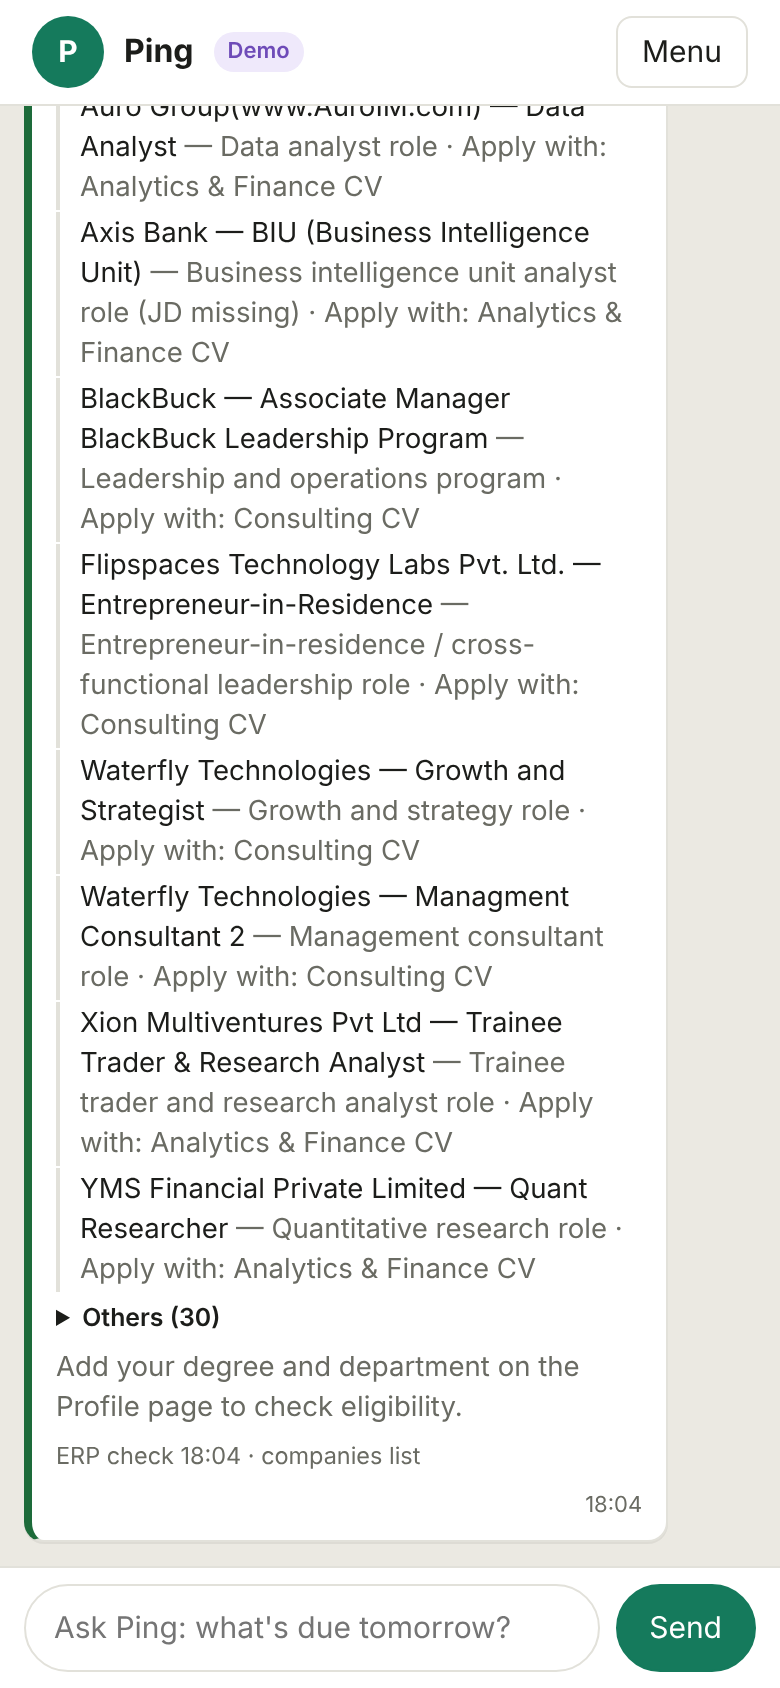 P Ping Demo Menu
Auro Group(www.AuroIM.com) — Data
Analyst — Data analyst role · Apply with:
Analytics & Finance CV
Axis Bank — BIU (Business Intelligence
Unit) — Business intelligence unit analyst
role (JD missing) · Apply with: Analytics &
Finance CV
BlackBuck — Associate Manager
BlackBuck Leadership Program —
Leadership and operations program ·
Apply with: Consulting CV
Flipspaces Technology Labs Pvt. Ltd. —
Entrepreneur-in-Residence —
Entrepreneur-in-residence / cross-
functional leadership role · Apply with:
Consulting CV
Waterfly Technologies — Growth and
Strategist — Growth and strategy role ·
Apply with: Consulting CV
Waterfly Technologies — Managment
Consultant 2 — Management consultant
role · Apply with: Consulting CV
Xion Multiventures Pvt Ltd — Trainee
Trader & Research Analyst — Trainee
trader and research analyst role · Apply
with: Analytics & Finance CV
YMS Financial Private Limited — Quant
Researcher — Quantitative research role ·
Apply with: Analytics & Finance CV
▶ Others (30)
Add your degree and department on the
Profile page to check eligibility.
ERP check 18:04 · companies list
18:04
Ask Ping: what's due tomorrow? Send